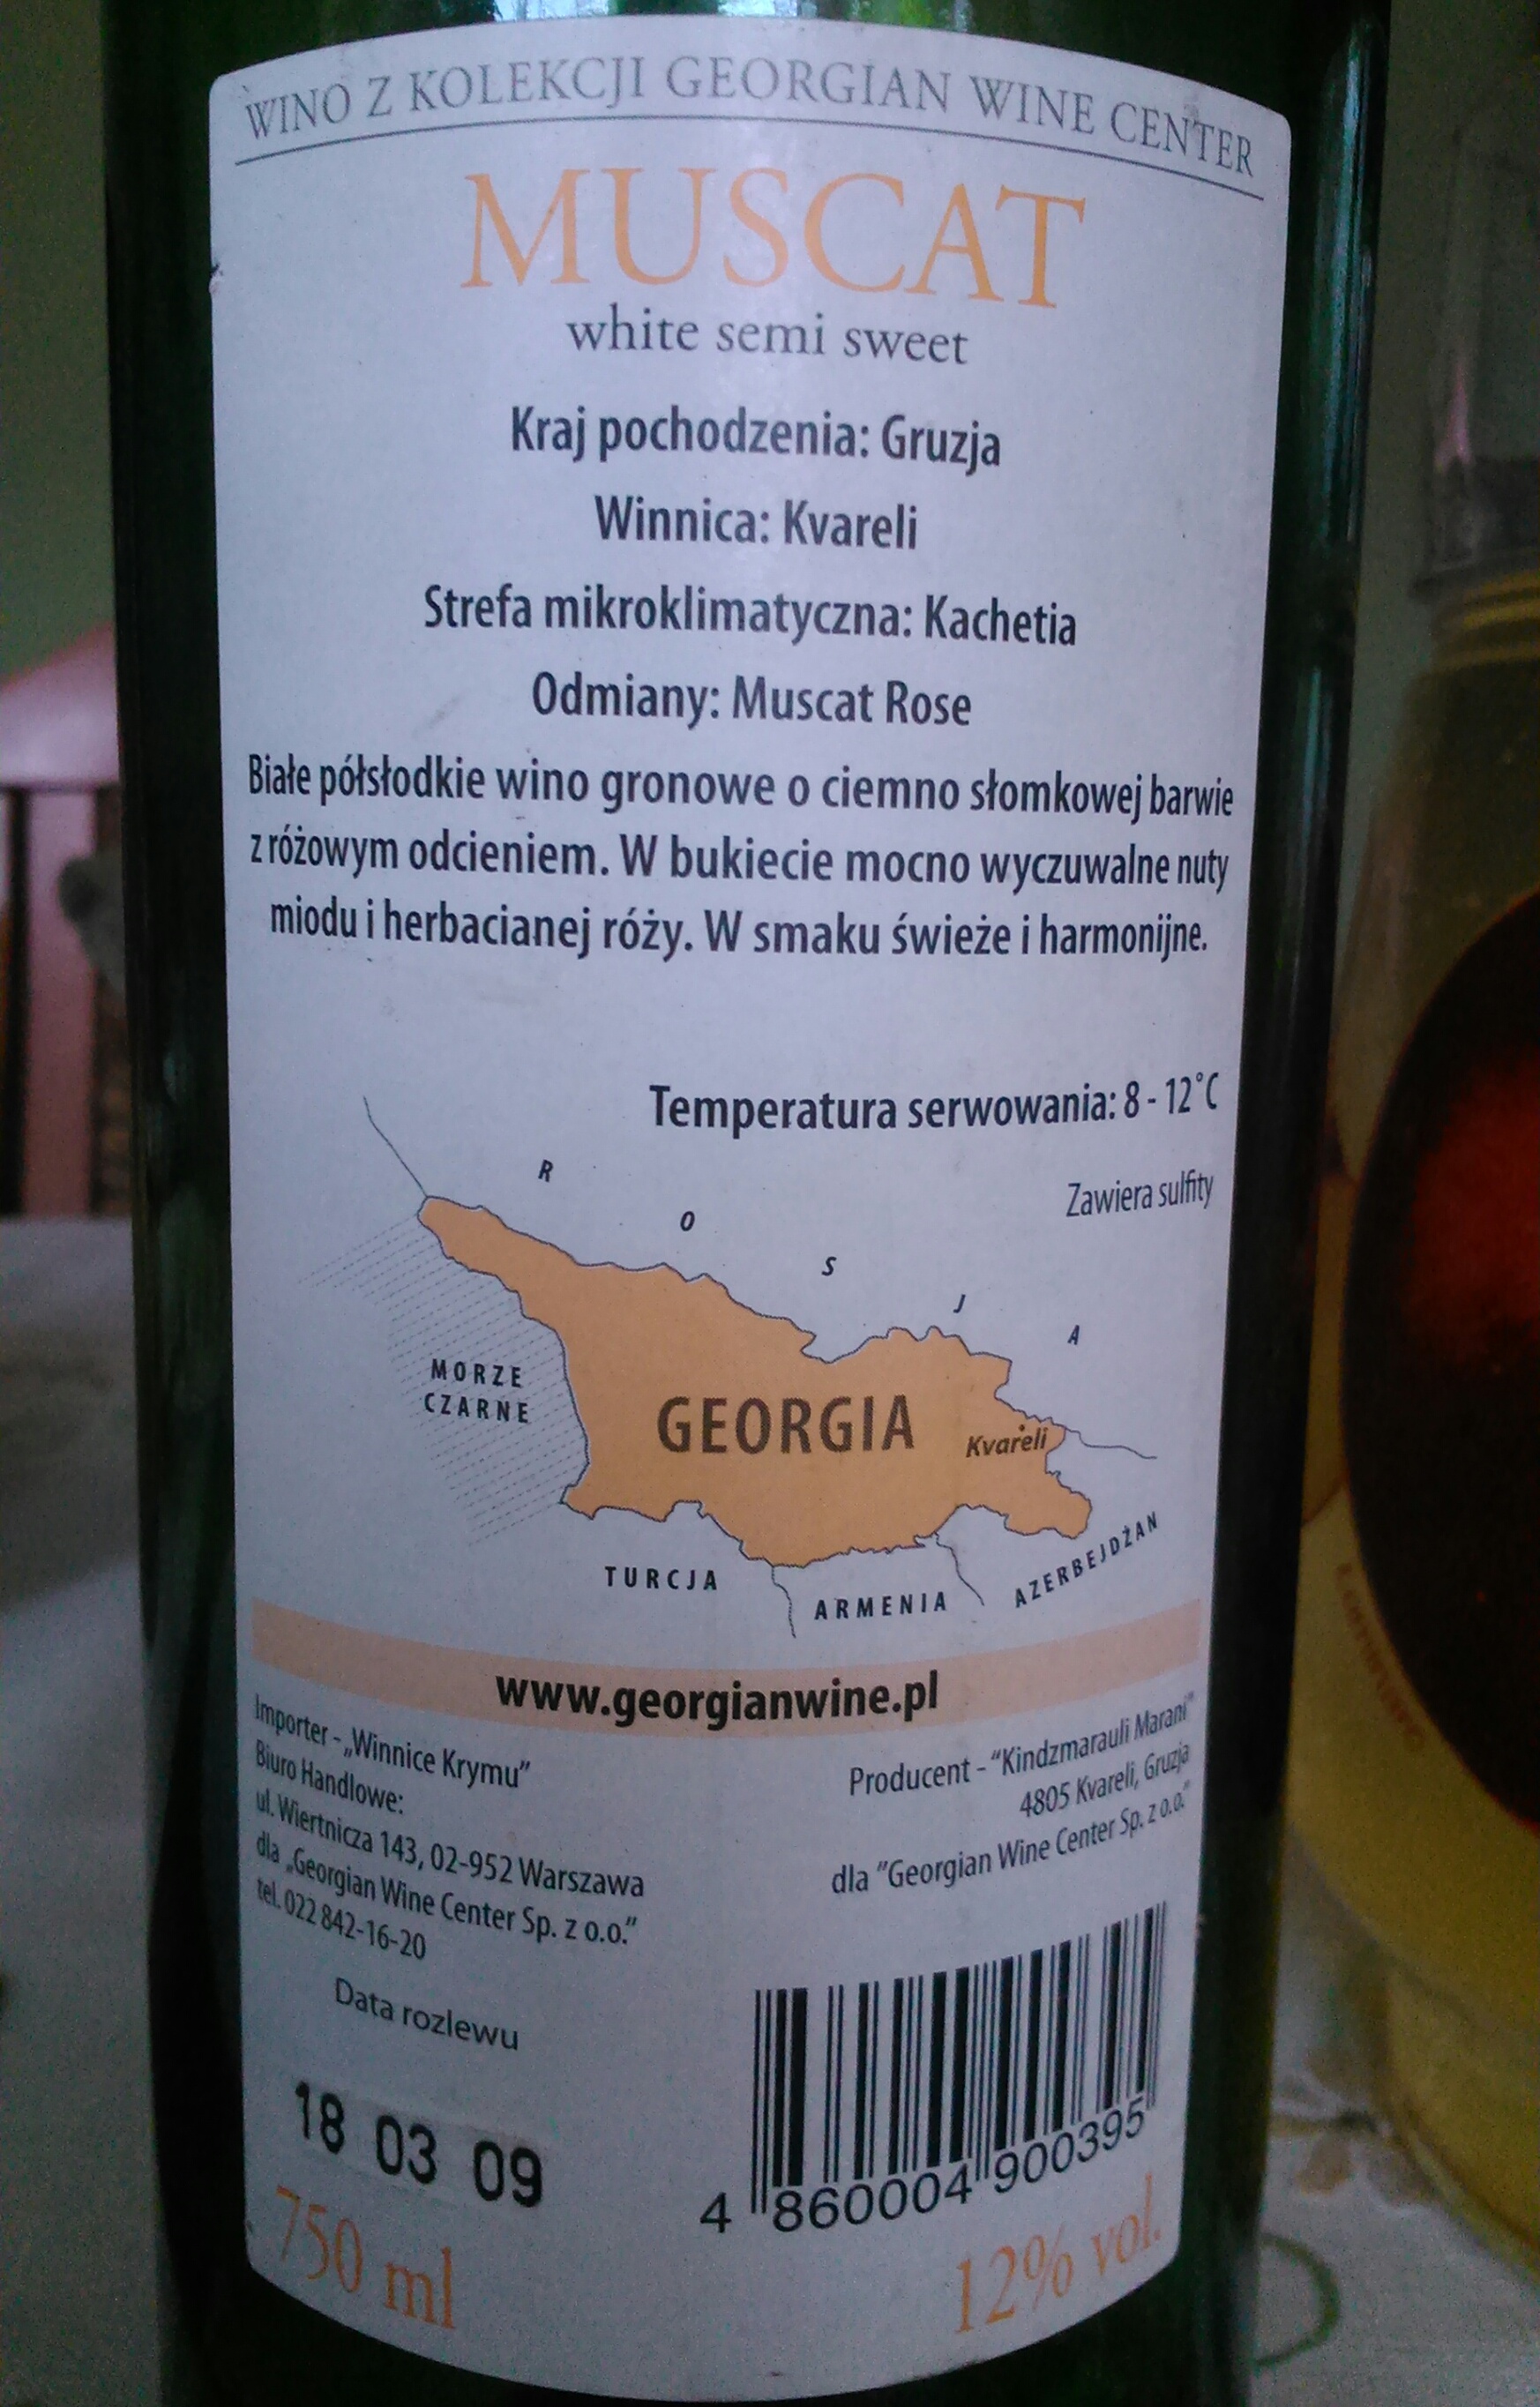 WINO Z KOLEKCJI GEORGIAN WINE CENTER
MUSCAT
white semi sweet
Kraj pochodzenia: Gruzja
Winnica: Kvareli
Strefa mikroklimatyczna: Kachetia
Odmiany: Muscat Rose
Białe półsłodkie wino gronowe o ciemno słomkowej barwie
z różowym odcieniem. W bukiecie mocno wyczuwalne nuty
miodu i herbacianej róży. W smaku świeże i harmonijne.
Temperatura serwowania: 8 - 12°C
Zawiera sulfity
R O S J A
MORZE
CZARNE
GEORGIA
Kvareli
TURCJA
ARMENIA
AZERBEJDŻAN
www.georgianwine.pl
Importer - „Winnice Krymu"
Biuro Handlowe:
ul. Wiertnicza 143, 02-952 Warszawa
dla „Georgian Wine Center Sp. z o.o."
tel. 022 842-16-20
Producent - "Kindzmarauli Marani"
4805 Kvareli, Gruzja
dla "Georgian Wine Center Sp. z o.o."
Data rozlewu
18 03 09
4 860004 900395
750 ml
12% vol.